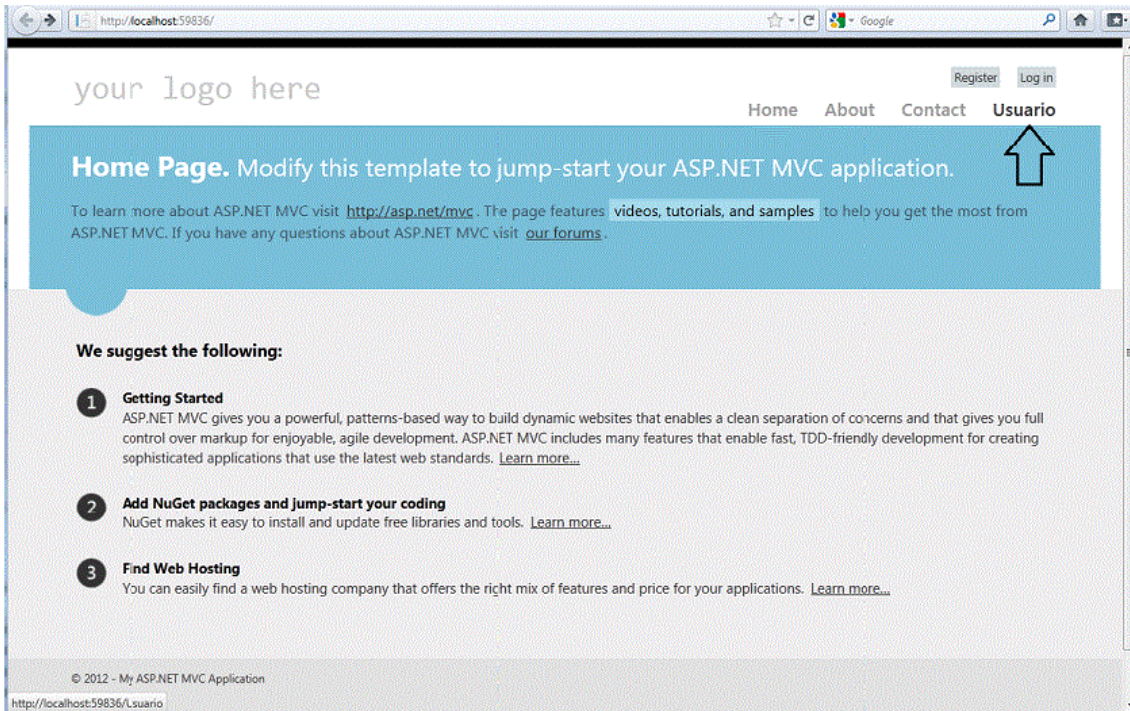 http://localhost:59836/
Google
your logo here
Register Log in
Home About Contact Usuario
Home Page. Modify this template to jump-start your ASP.NET MVC application.
To learn more about ASP.NET MVC visit http://asp.net/mvc . The page features videos, tutorials, and samples to help you get the most from
ASP.NET MVC. If you have any questions about ASP.NET MVC visit our forums .
We suggest the following:
1 Getting Started
ASP.NET MVC gives you a powerful, patterns-based way to build dynamic websites that enables a clean separation of concerns and that gives you full
control over markup for enjoyable, agile development. ASP.NET MVC includes many features that enable fast, TDD-friendly development for creating
sophisticated applications that use the latest web standards. Learn more...
2 Add NuGet packages and jump-start your coding
NuGet makes it easy to install and update free libraries and tools. Learn more...
3 Find Web Hosting
You can easily find a web hosting company that offers the right mix of features and price for your applications. Learn more...
© 2012 - My ASP.NET MVC Application
http://localhost:59836/Usuario